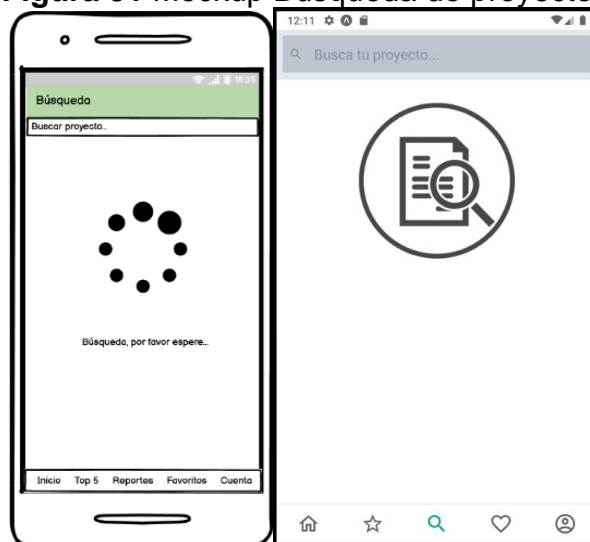 Figura Mockup Búsqueda de proyecto
Búsqueda
Buscar proyecto...
Búsqueda, por favor espere...
Inicio Top 5 Reportes Favoritos Cuenta
12:11
Busca tu proyecto...